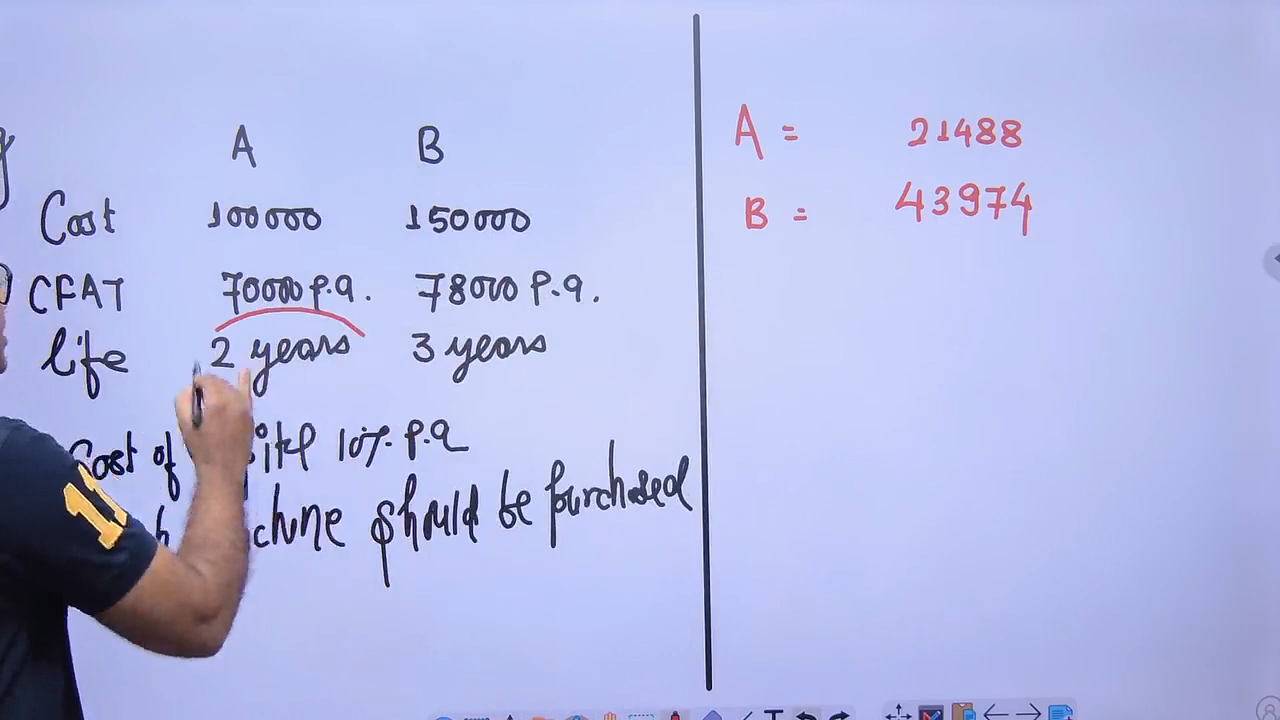 A B
Cost 100000 150000
CFAT 70000 P.a. 78000 P.a.
life 2 years 3 years
Cost of 10% P.a
should be purchased
A = 21488
B = 43974
11